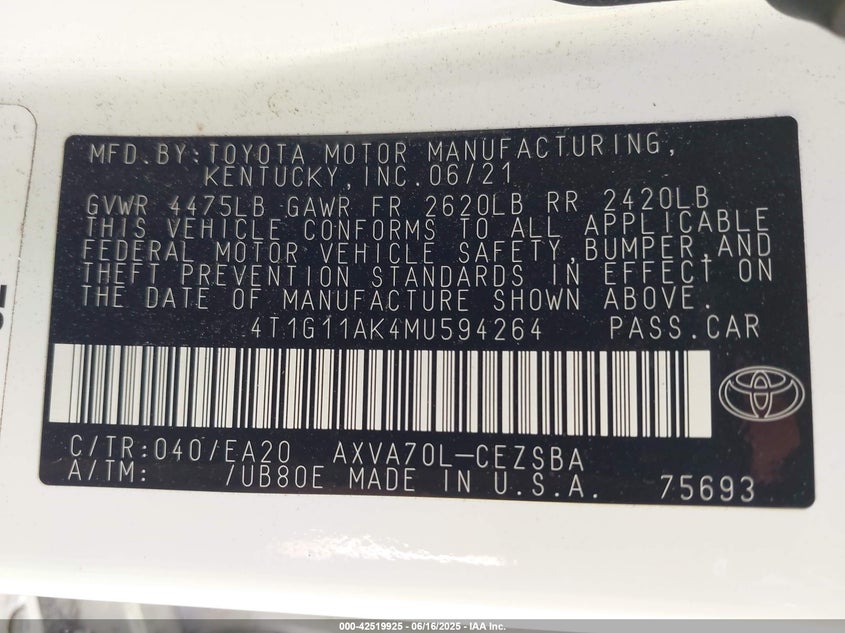 MFD.BY:TOYOTA MOTOR MANUFACTURING,
KENTUCKY,INC.06/21
GVWR 4475LB GAWR FR 2620LB RR 2420LB
THIS VEHICLE CONFORMS TO ALL APPLICABLE
FEDERAL MOTOR VEHICLE SAFETY,BUMPER,AND
THEFT PREVENTION STANDARDS IN EFFECT ON
THE DATE OF MANUFACTURE SHOWN ABOVE.
4T1G11AK4MU594264 PASS.CAR
C/TR:040/EA20 AXVA70L-CEZSBA
A/TM: /UB80E MADE IN U.S.A. 75693
000-42519925 - 06/16/2025 - IAA Inc.